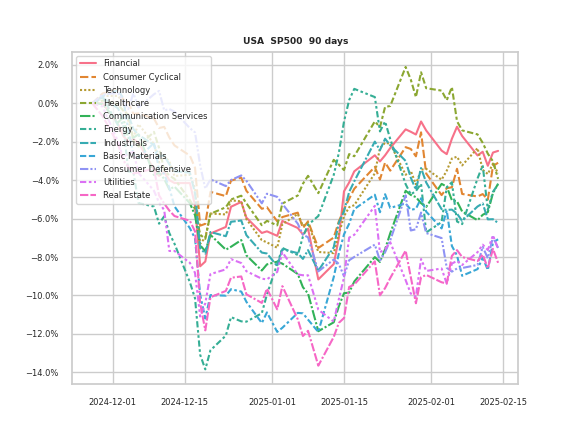 USA SP500 90 days
2.0%
0.0%
−2.0%
−4.0%
−6.0%
−8.0%
−10.0%
−12.0%
−14.0%
Financial
Consumer Cyclical
Technology
Healthcare
Communication Services
Energy
Industrials
Basic Materials
Consumer Defensive
Utilities
Real Estate
2024-12-01 2024-12-15 2025-01-01 2025-01-15 2025-02-01 2025-02-15